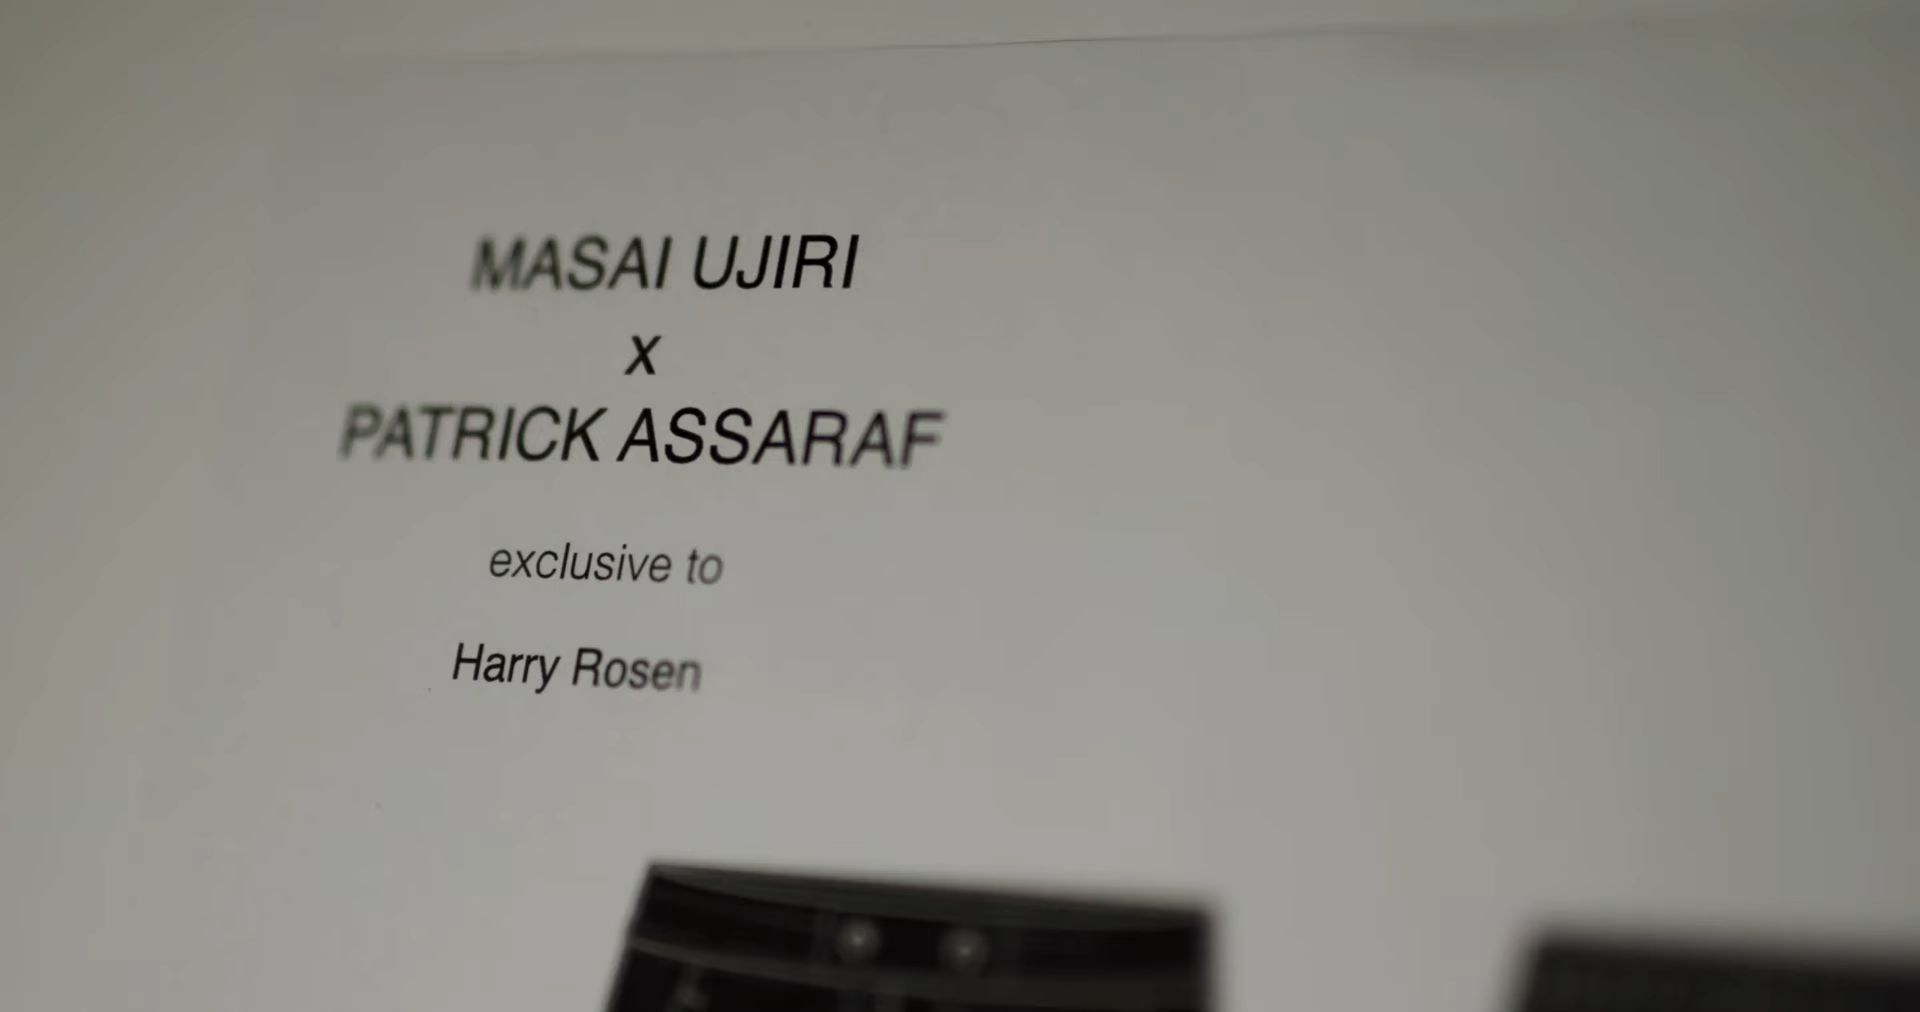 MASAI UJIRI
x
PATRICK ASSARAF
exclusive to
Harry Rosen